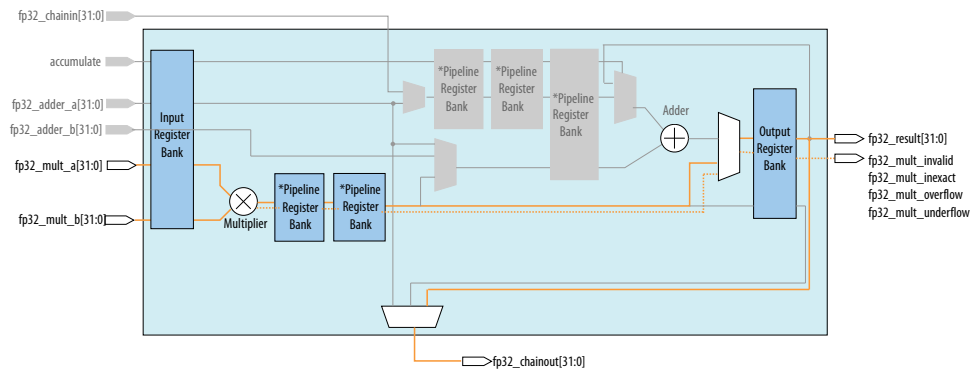 fp32_chainin[31:0]
accumulate
fp32_adder_a[31:0]
fp32_adder_b[31:0]
fp32_mult_a[31:0]
fp32_mult_b[31:0]
Input
Register
Bank
Multiplier
*Pipeline
Register
Bank
*Pipeline
Register
Bank
*Pipeline
Register
Bank
*Pipeline
Register
Bank
*Pipeline
Register
Bank
Adder
Output
Register
Bank
fp32_result[31:0]
fp32_mult_invalid
fp32_mult_inexact
fp32_mult_overflow
fp32_mult_underflow
fp32_chainout[31:0]